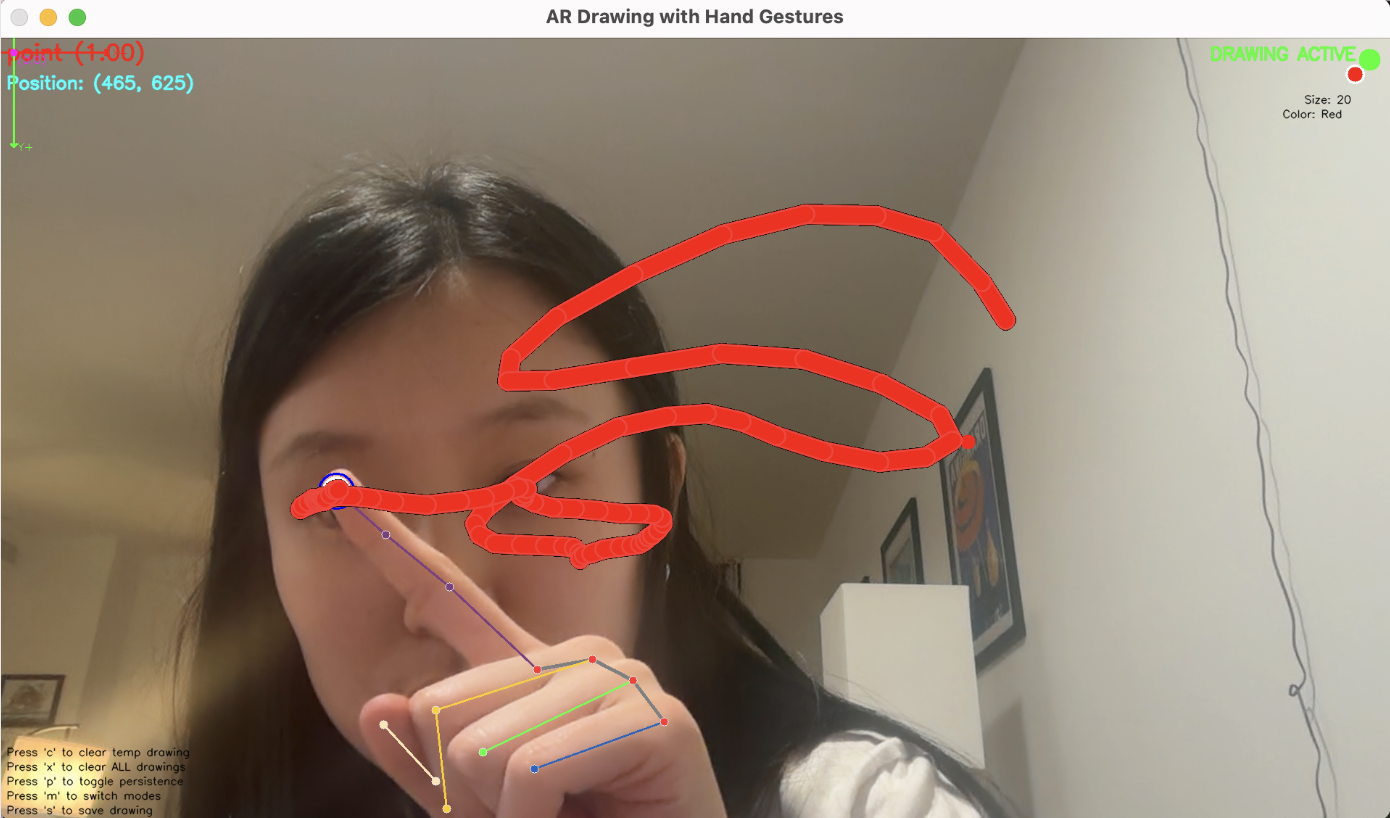 AR Drawing with Hand Gestures
point (1.00)
Position: (465, 625)
Y+
DRAWING ACTIVE
Size: 20
Color: Red
Press 'c' to clear temp drawing
Press 'x' to clear ALL drawings
Press 'p' to toggle persistence
Press 'm' to switch modes
Press 's' to save drawing